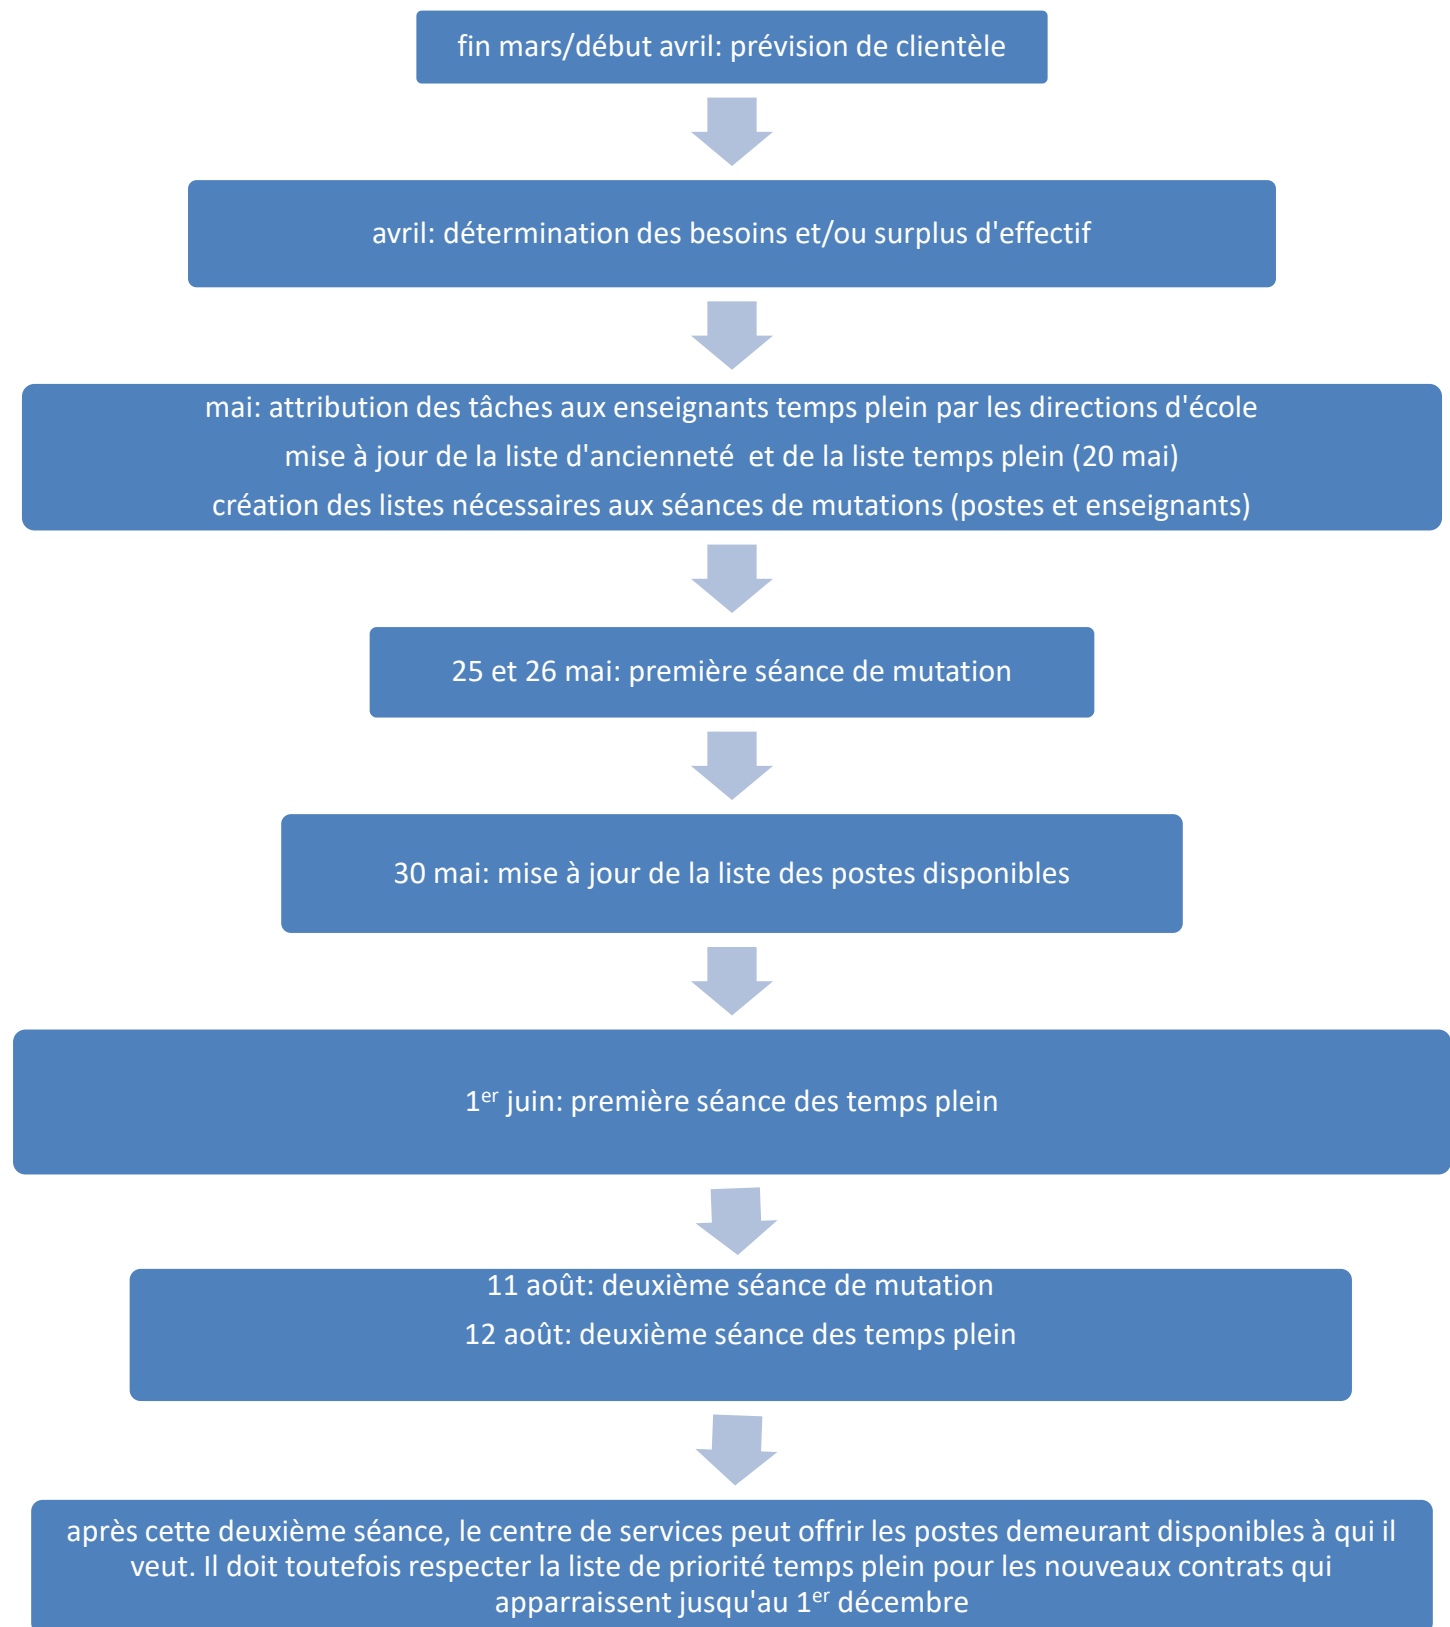 fin mars/début avril: prévision de clientèle
avril: détermination des besoins et/ou surplus d'effectif
mai: attribution des tâches aux enseignants temps plein par les directions d'école
mise à jour de la liste d'ancienneté et de la liste temps plein (20 mai)
création des listes nécessaires aux séances de mutations (postes et enseignants)
25 et 26 mai: première séance de mutation
30 mai: mise à jour de la liste des postes disponibles
1er juin: première séance des temps plein
11 août: deuxième séance de mutation
12 août: deuxième séance des temps plein
après cette deuxième séance, le centre de services peut offrir les postes demeurant disponibles à qui il
veut. Il doit toutefois respecter la liste de priorité temps plein pour les nouveaux contrats qui
apparraissent jusqu'au 1er décembre